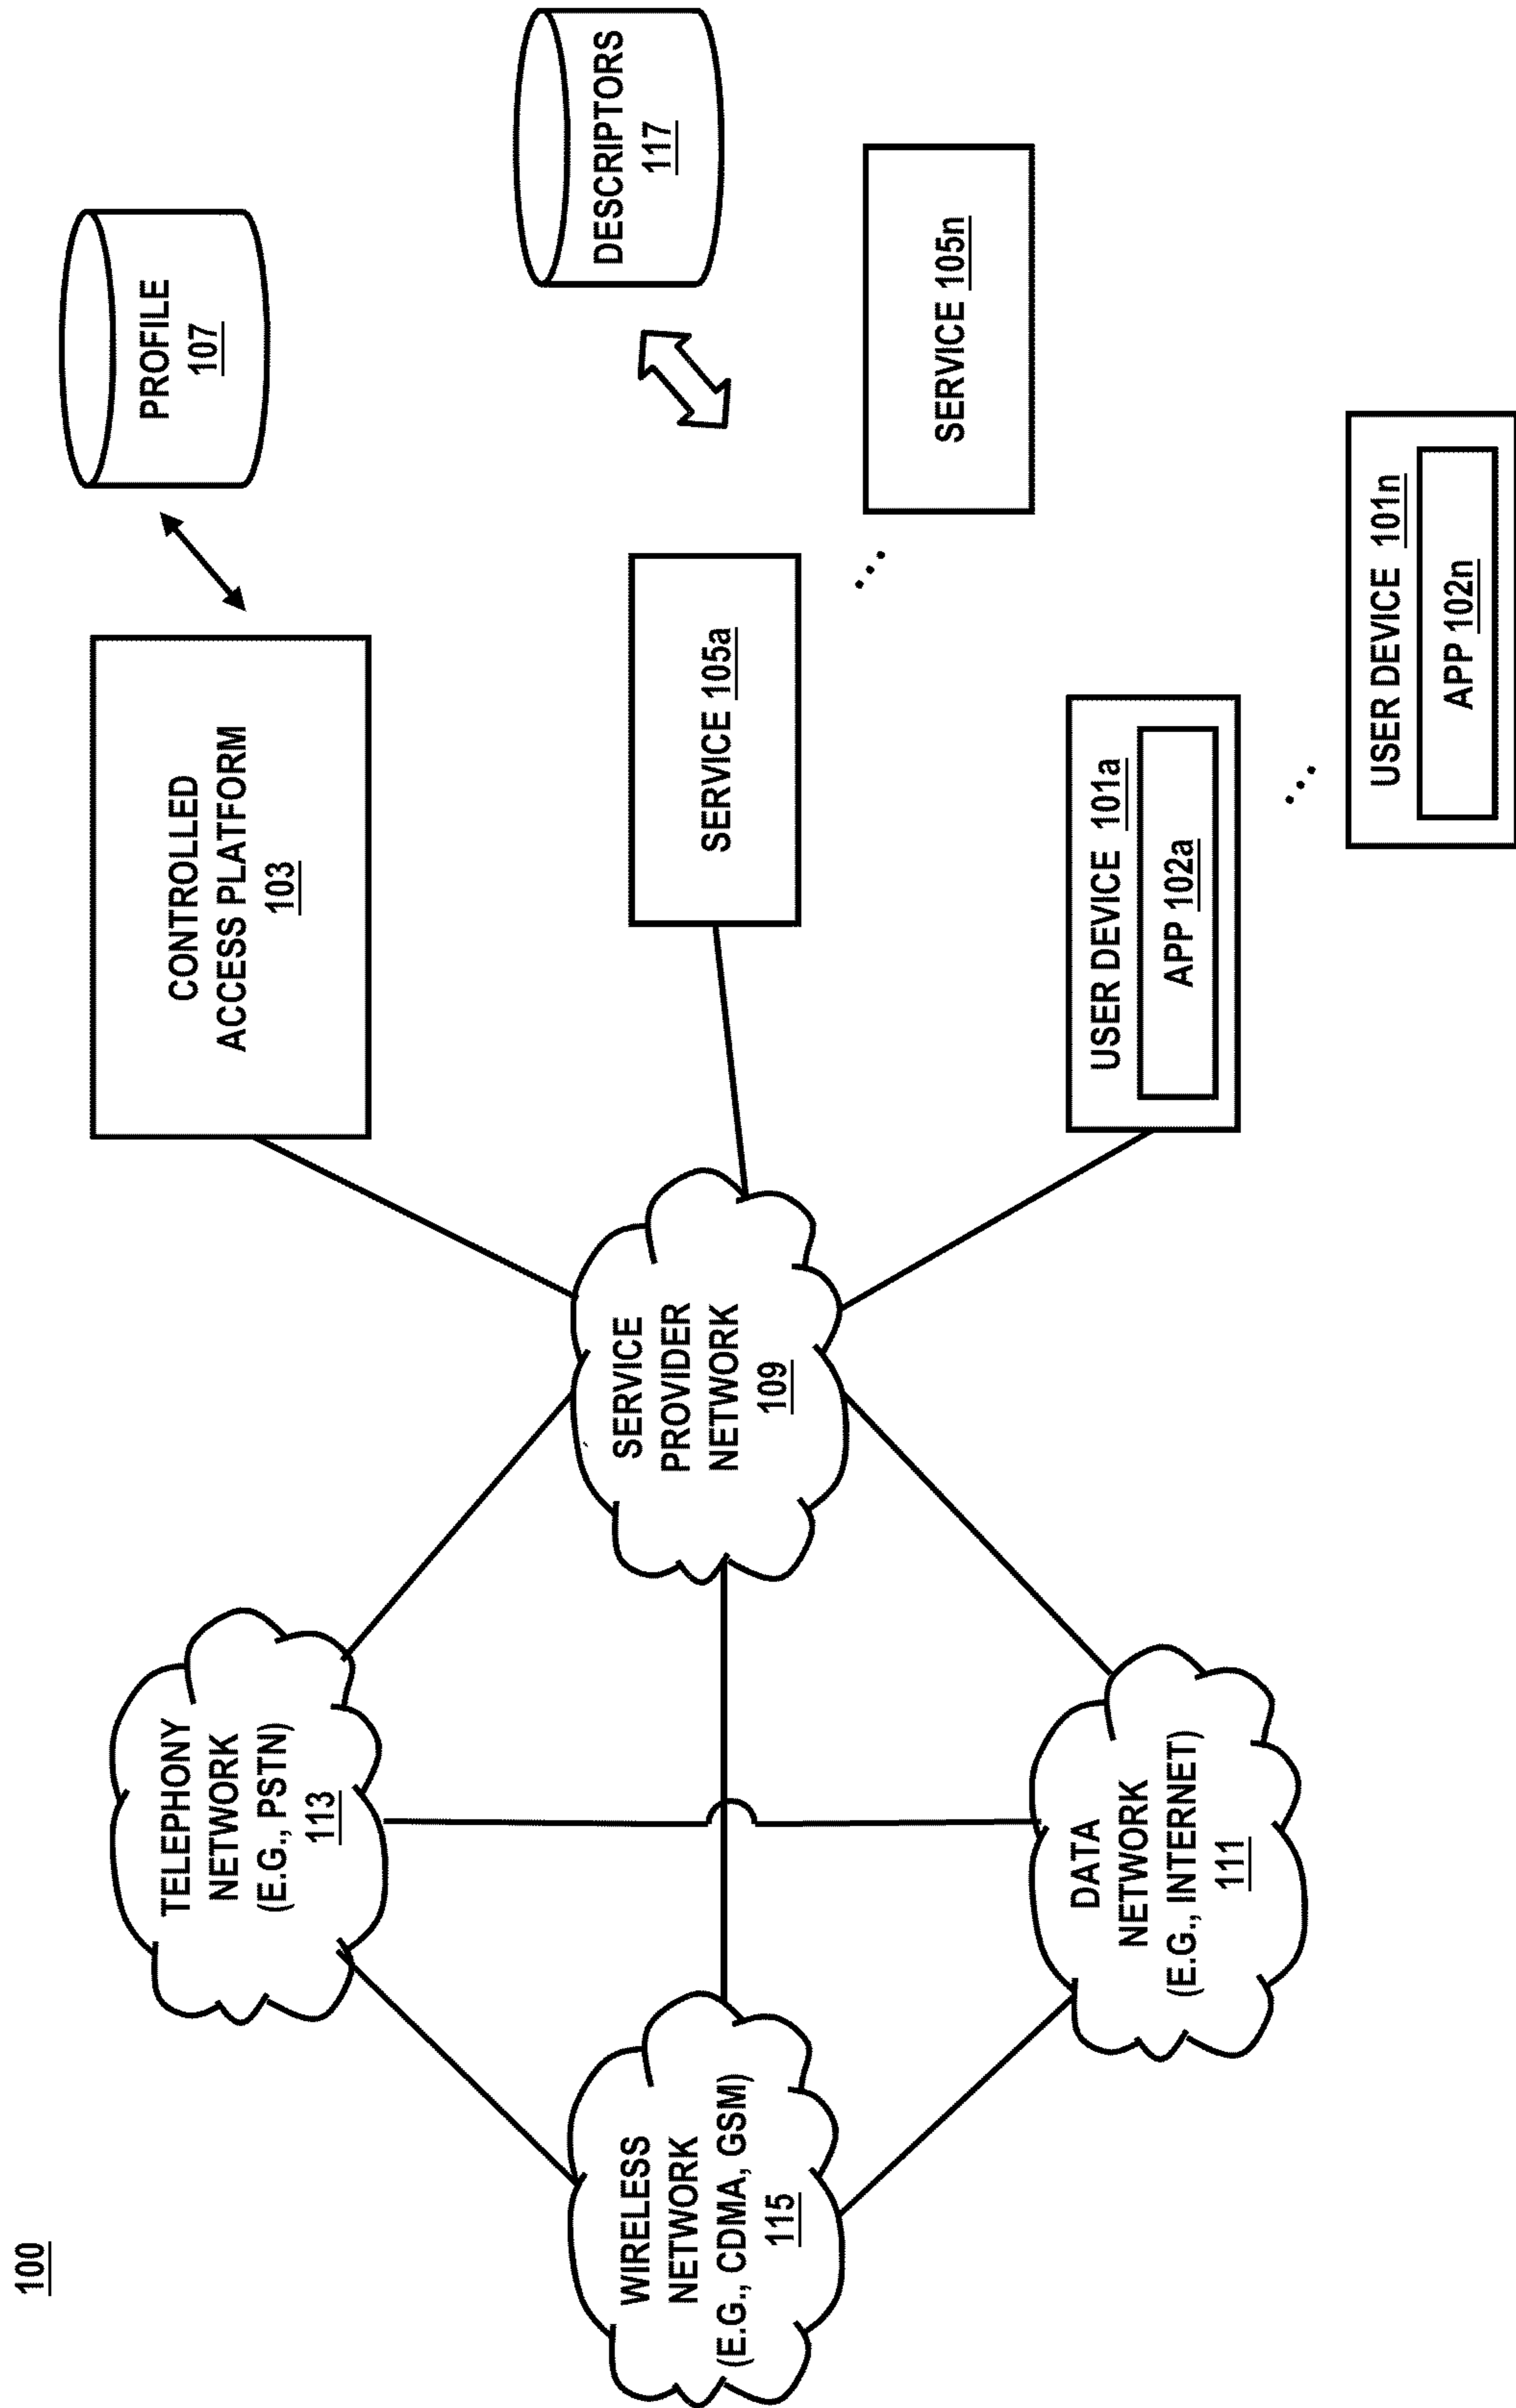 100
TELEPHONY
NETWORK
(E.G., PSTN)
113
WIRELESS
NETWORK
(E.G., CDMA, GSM)
115
DATA
NETWORK
(E.G., INTERNET)
111
SERVICE
PROVIDER
NETWORK
109
CONTROLLED
ACCESS PLATFORM
103
PROFILE
107
SERVICE 105a
DESCRIPTORS
117
SERVICE 105n
USER DEVICE 101a
APP 102a
USER DEVICE 101n
APP 102n